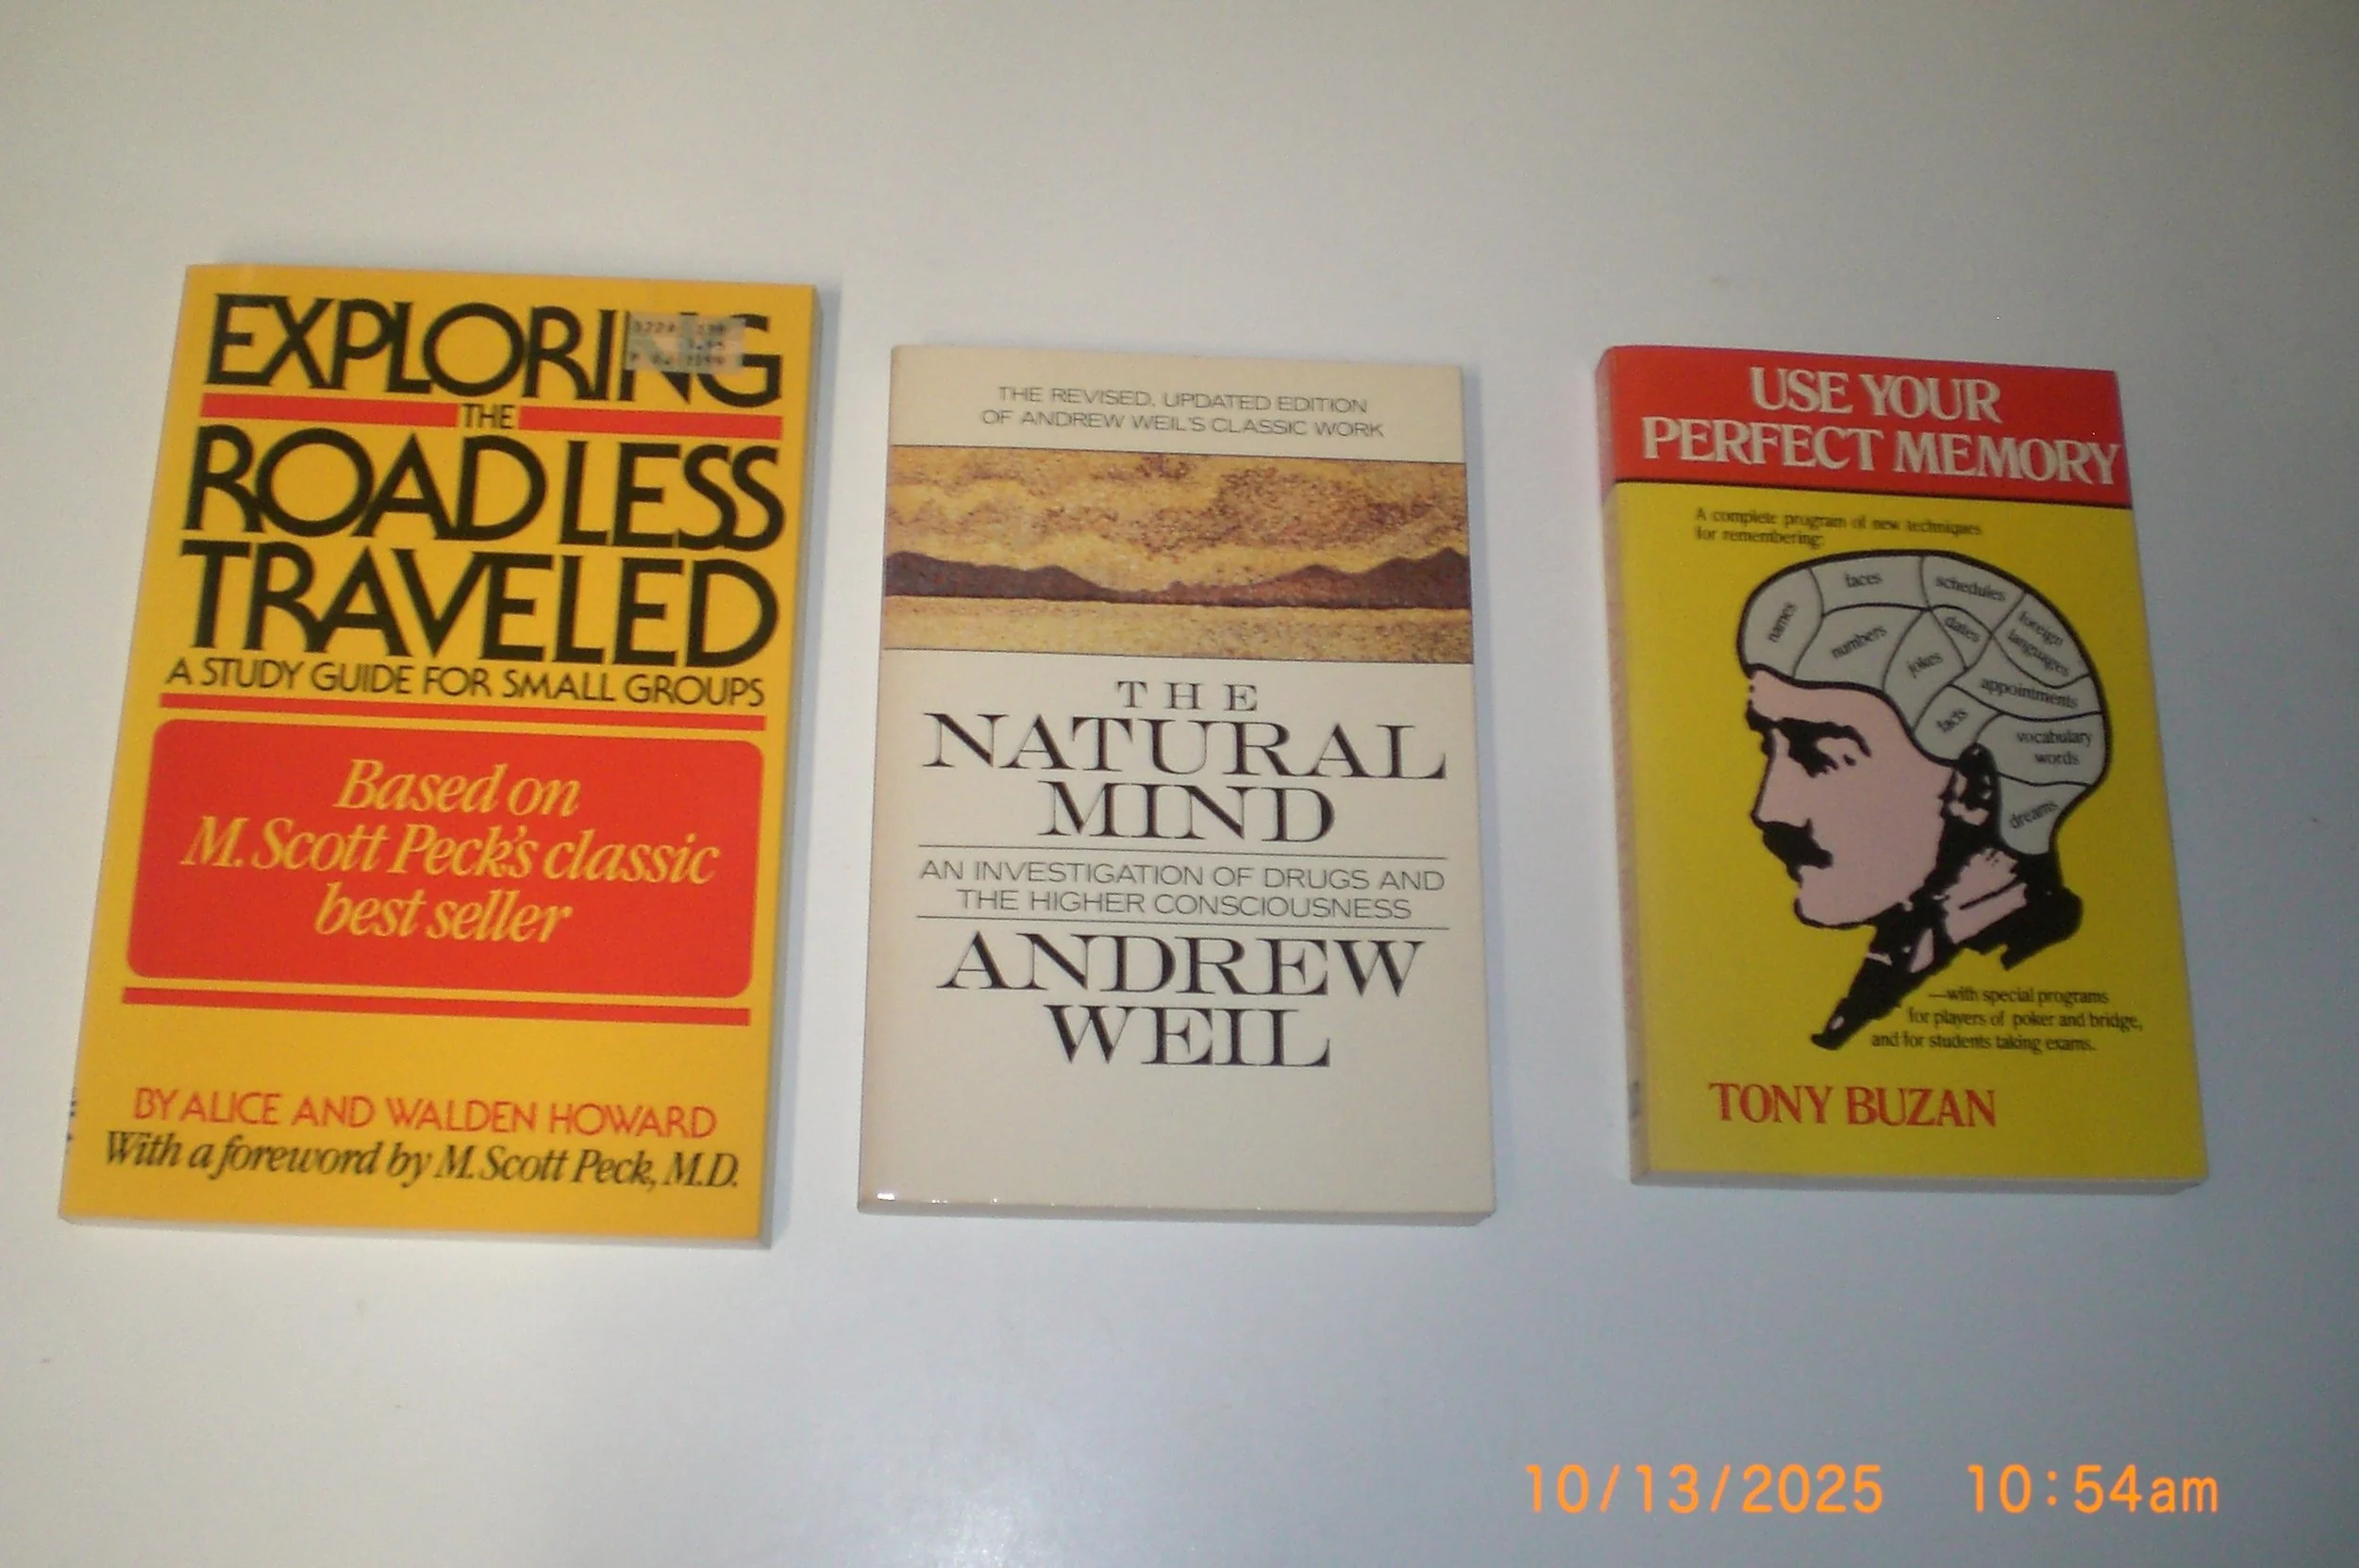 EXPLORING
THE
ROAD LESS
TRAVELED
A STUDY GUIDE FOR SMALL GROUPS
Based on
M. Scott Peck's classic
best seller
BY ALICE AND WALDEN HOWARD
With a foreword by M. Scott Peck, M.D.
THE REVISED, UPDATED EDITION
OF ANDREW WEIL'S CLASSIC WORK
THE
NATURAL
MIND
AN INVESTIGATION OF DRUGS AND
THE HIGHER CONSCIOUSNESS
ANDREW
WEIL
USE YOUR
PERFECT MEMORY
A complete program of new techniques
for remembering:
names
faces
schedules
foreign
languages
numbers
jokes
dates
appointments
facts
vocabulary
words
dreams
—with special programs
for players of poker and bridge,
and for students taking exams.
TONY BUZAN
10/13/2025 10:54am